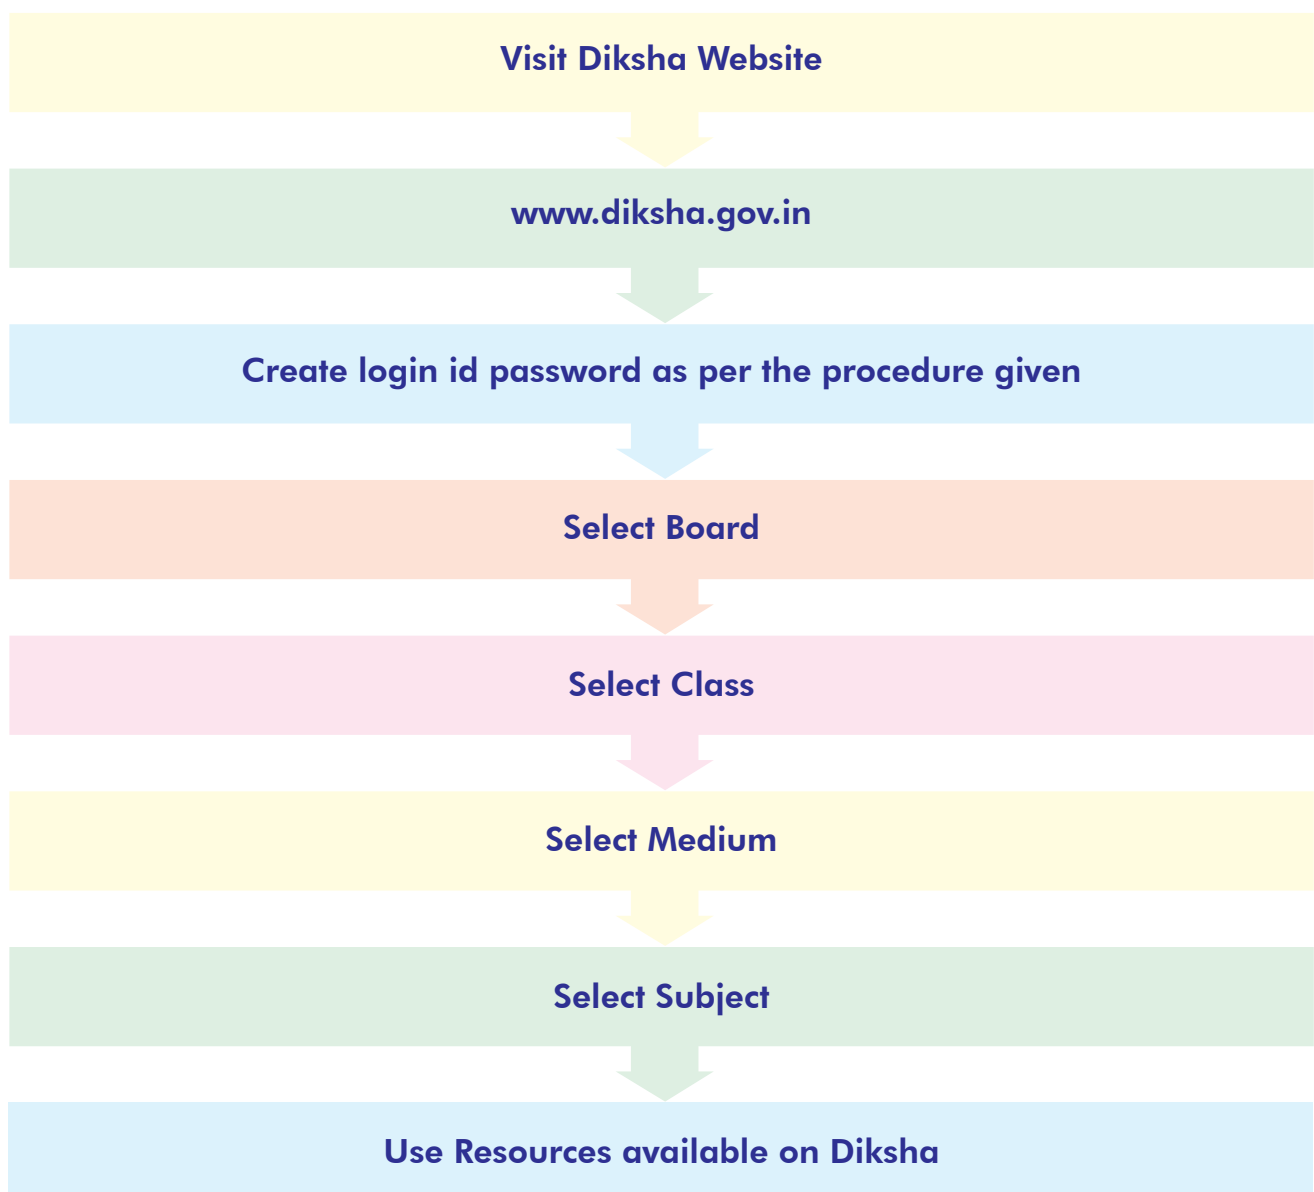 Visit Diksha Website
www.diksha.gov.in
Create login id password as per the procedure given
Select Board
Select Class
Select Medium
Select Subject
Use Resources available on Diksha